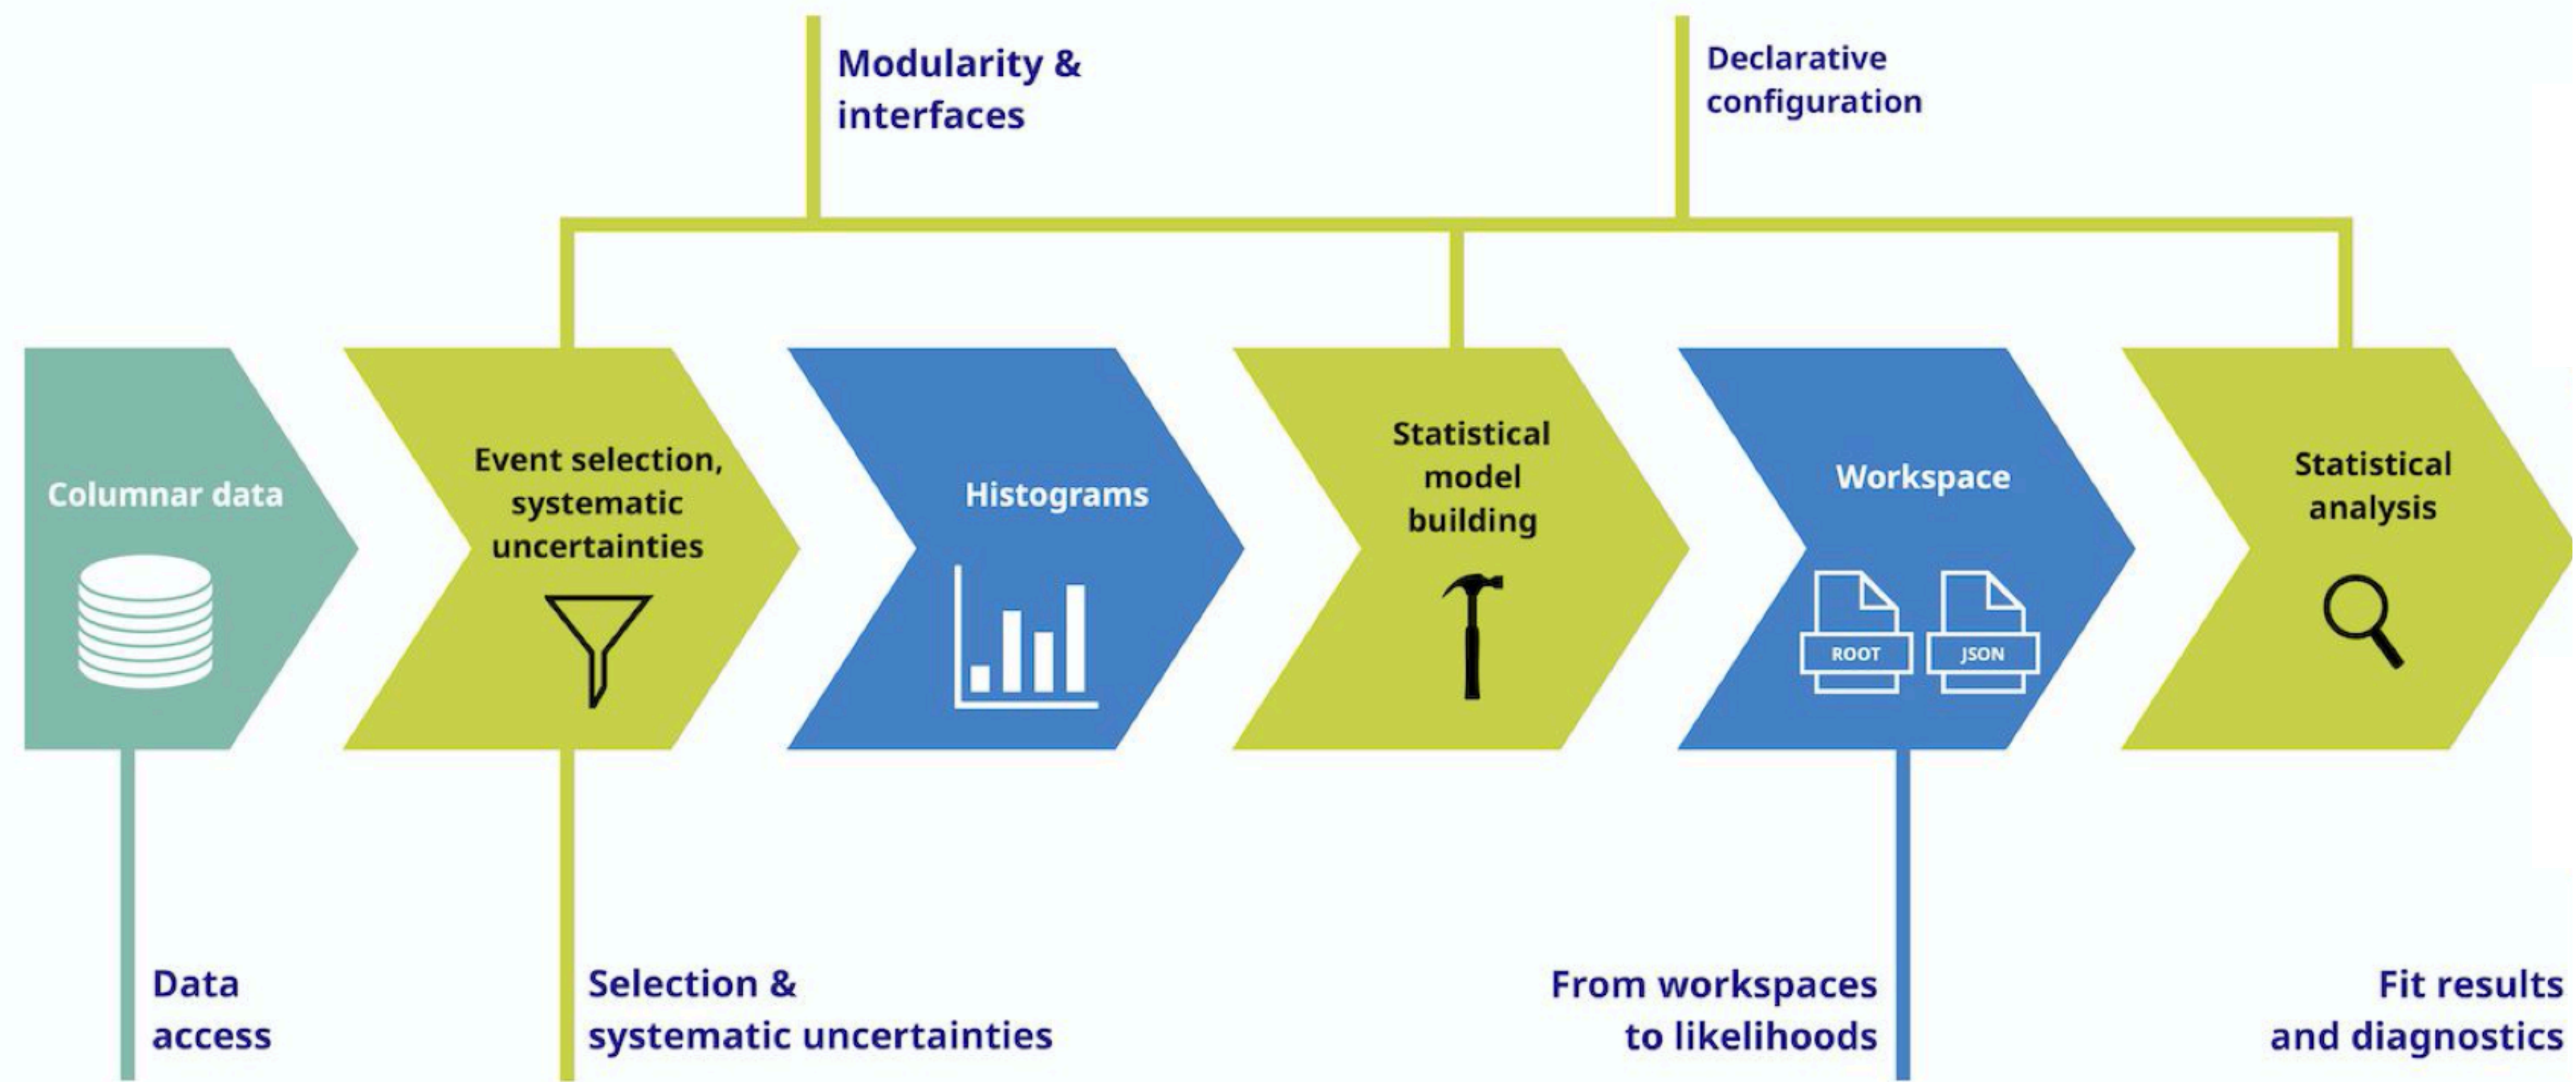 Modularity &
interfaces
Declarative
configuration
Columnar data
Event selection,
systematic
uncertainties
Histograms
Statistical
model
building
Workspace
ROOT
JSON
Statistical
analysis
Data
access
Selection &
systematic uncertainties
From workspaces
to likelihoods
Fit results
and diagnostics